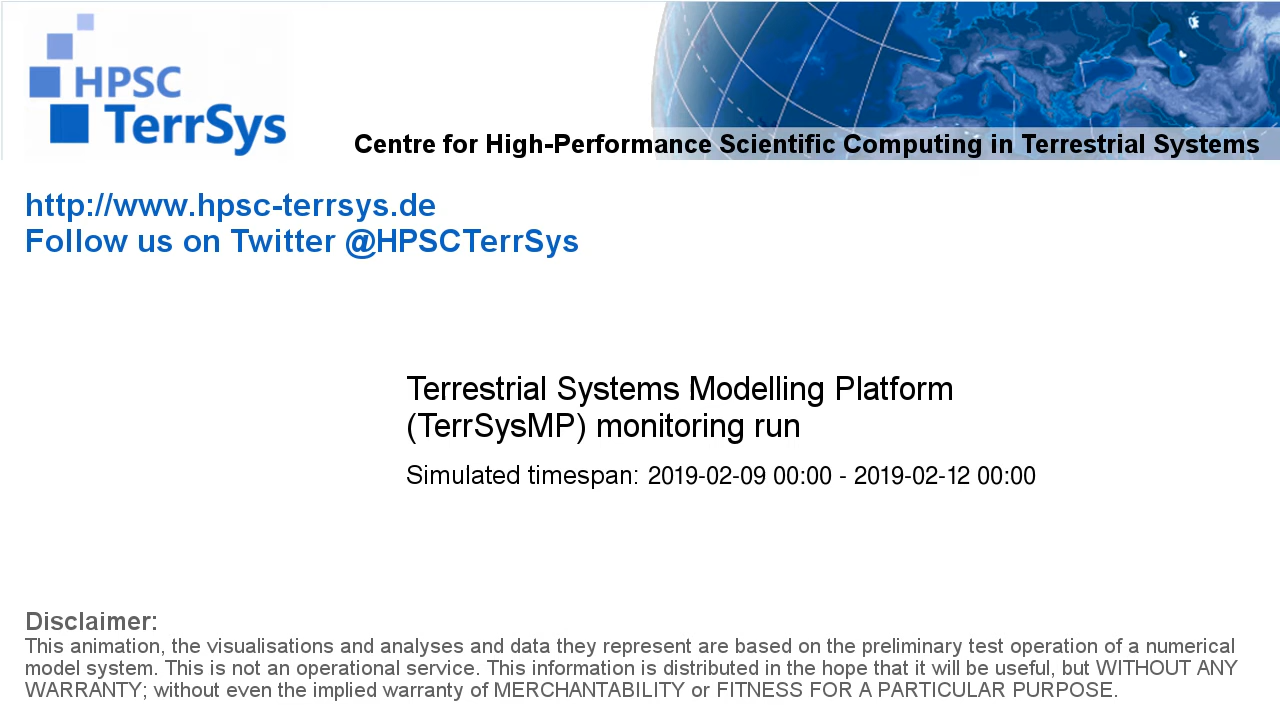 HPSC
TerrSys
Centre for High-Performance Scientific Computing in Terrestrial Systems
http://www.hpsc-terrsys.de
Follow us on Twitter @HPSCTerrSys
Terrestrial Systems Modelling Platform
(TerrSysMP) monitoring run
Simulated timespan: 2019-02-09 00:00 - 2019-02-12 00:00
Disclaimer:
This animation, the visualisations and analyses and data they represent are based on the preliminary test operation of a numerical
model system. This is not an operational service. This information is distributed in the hope that it will be useful, but WITHOUT ANY
WARRANTY; without even the implied warranty of MERCHANTABILITY or FITNESS FOR A PARTICULAR PURPOSE.